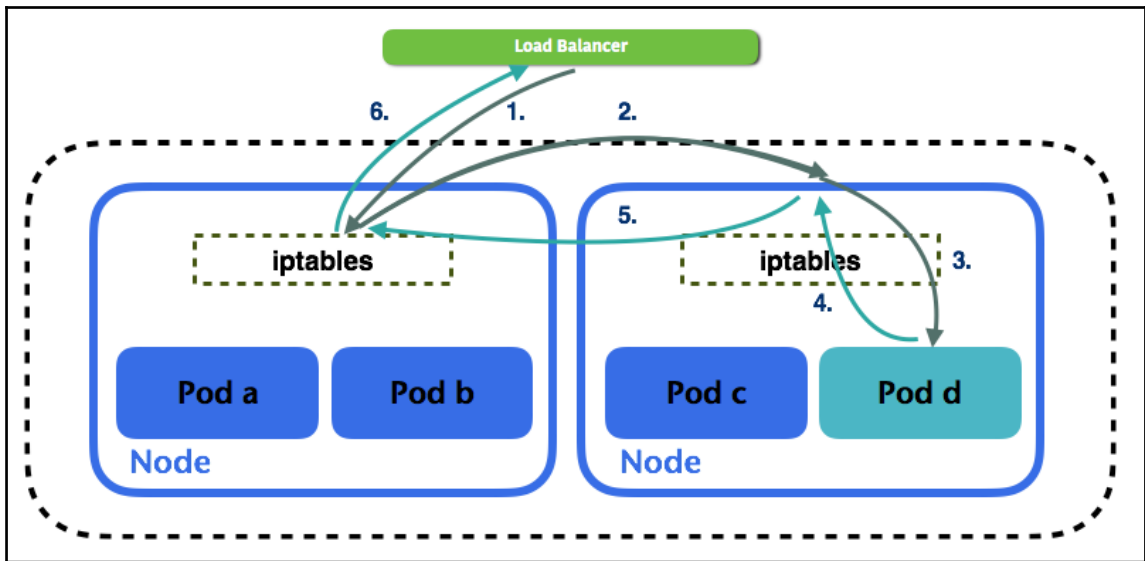 Load Balancer
6.
1.
2.
5.
iptables
iptables
3.
4.
Pod a
Pod b
Pod c
Pod d
Node
Node